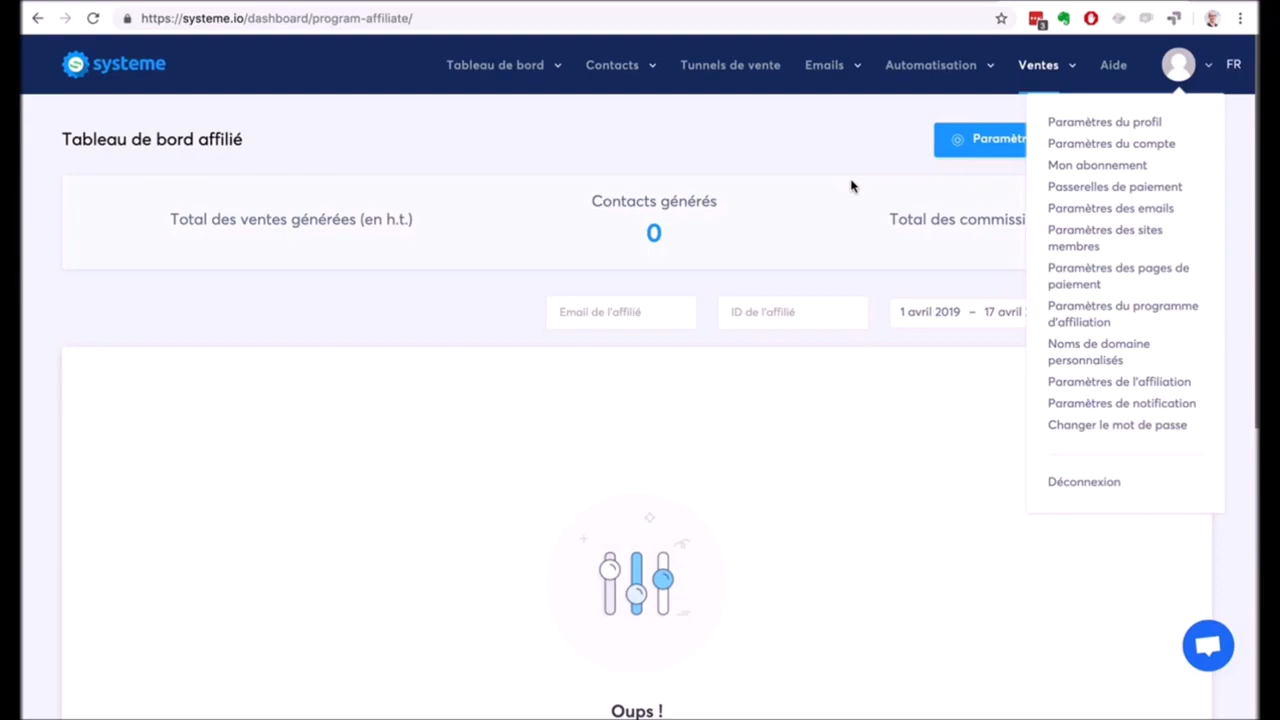 https://systeme.io/dashboard/program-affiliate/
3
systeme
Tableau de bord
Contacts
Tunnels de vente
Emails
Automatisation
Ventes
Aide
FR
Tableau de bord affilié
Paramètr
Total des ventes générées (en h.t.)
Contacts générés
0
Total des commissi
Email de l'affilié
ID de l'affilié
1 avril 2019 – 17 avril
Paramètres du profil
Paramètres du compte
Mon abonnement
Passerelles de paiement
Paramètres des emails
Paramètres des sites
membres
Paramètres des pages de
paiement
Paramètres du programme
d'affiliation
Noms de domaine
personnalisés
Paramètres de l'affiliation
Paramètres de notification
Changer le mot de passe
Déconnexion
Oups !